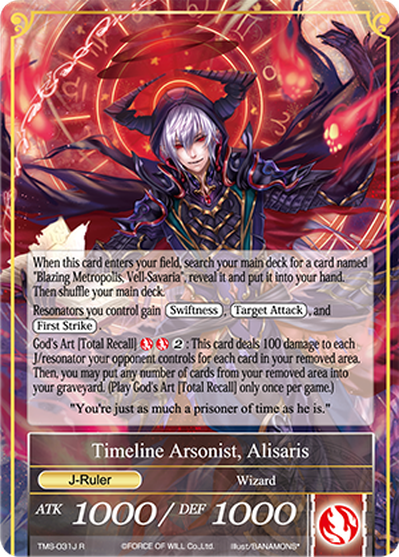 When this card enters your field, search your main deck for a card named
"Blazing Metropolis, Vell-Savaria", reveal it and put it into your hand.
Then shuffle your main deck.
Resonators you control gain Swiftness, Target Attack, and
First Strike.
God's Art [Total Recall] 2: This card deals 100 damage to each
J/resonator your opponent controls for each card in your removed area.
Then, you may put any number of cards from your removed area into
your graveyard. (Play God's Art [Total Recall] only once per game.)
"You're just as much a prisoner of time as he is."
Timeline Arsonist, Alisaris
J-Ruler Wizard
ATK 1000 / DEF 1000
TMS-031J R ©FORCE OF WILL Co.,Ltd. Illust/BANAMONS*